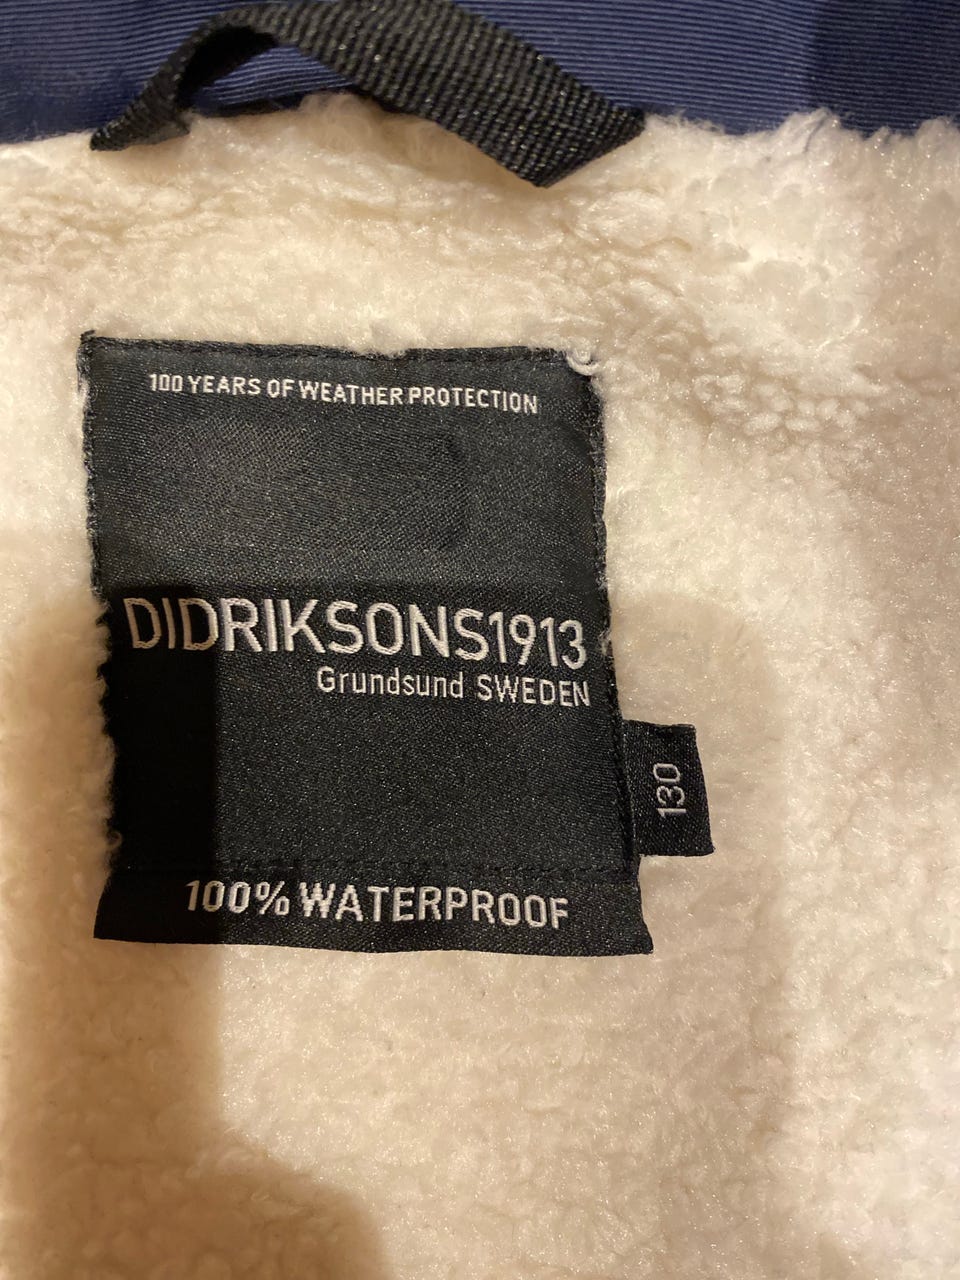 100 YEARS OF WEATHER PROTECTION
DIDRIKSONS1913
Grundsund SWEDEN
130
100% WATERPROOF